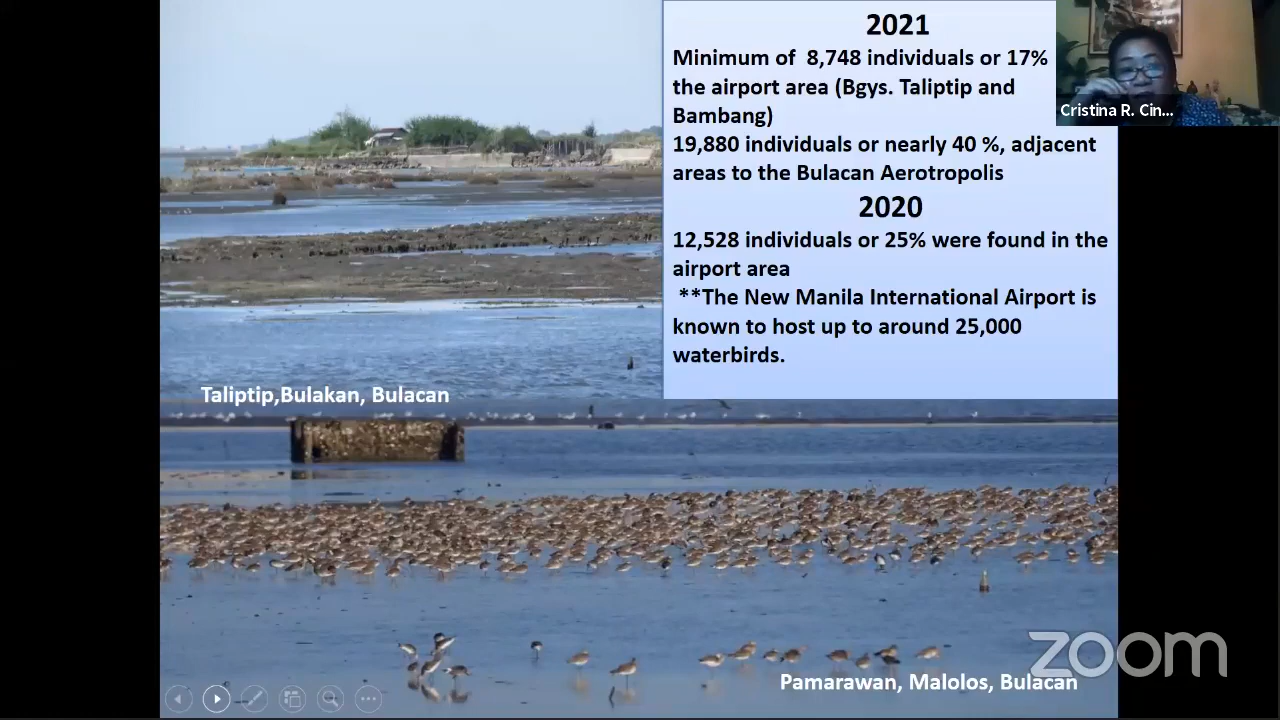 2021
Minimum of 8,748 individuals or 17%
the airport area (Bgys. Taliptip and
Bambang)
19,880 individuals or nearly 40 %, adjacent
areas to the Bulacan Aerotropolis
2020
12,528 individuals or 25% were found in the
airport area
**The New Manila International Airport is
known to host up to around 25,000
waterbirds.
Cristina R. Cin...
Taliptip,Bulakan, Bulacan
Pamarawan, Malolos, Bulacan
zoom